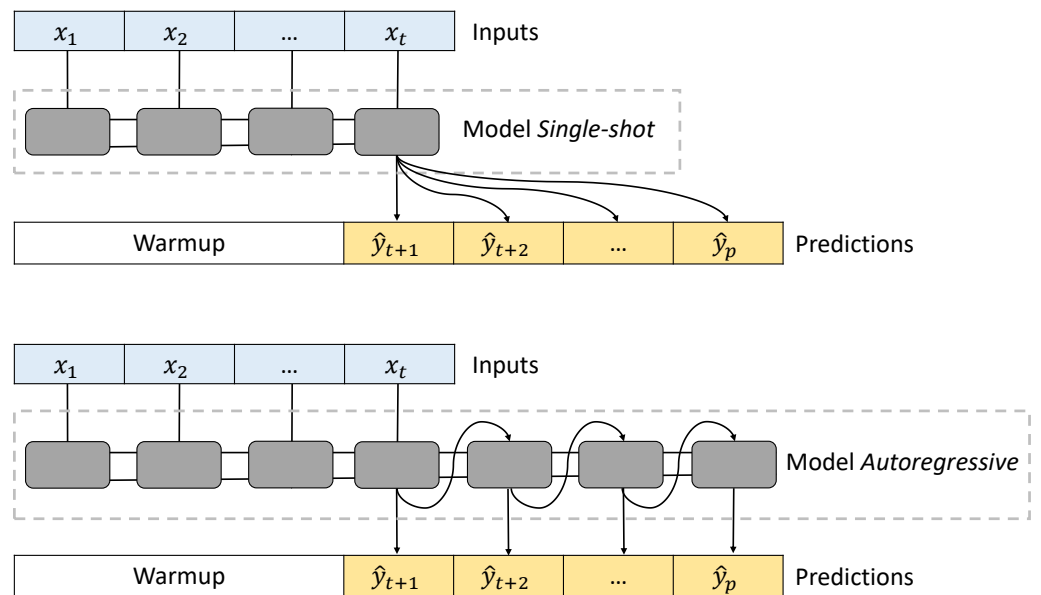 x₁ x₂ ... xₜ Inputs
Model Single-shot
Warmup ŷₜ₊₁ ŷₜ₊₂ ... ŷₚ Predictions
x₁ x₂ ... xₜ Inputs
Model Autoregressive
Warmup ŷₜ₊₁ ŷₜ₊₂ ... ŷₚ Predictions